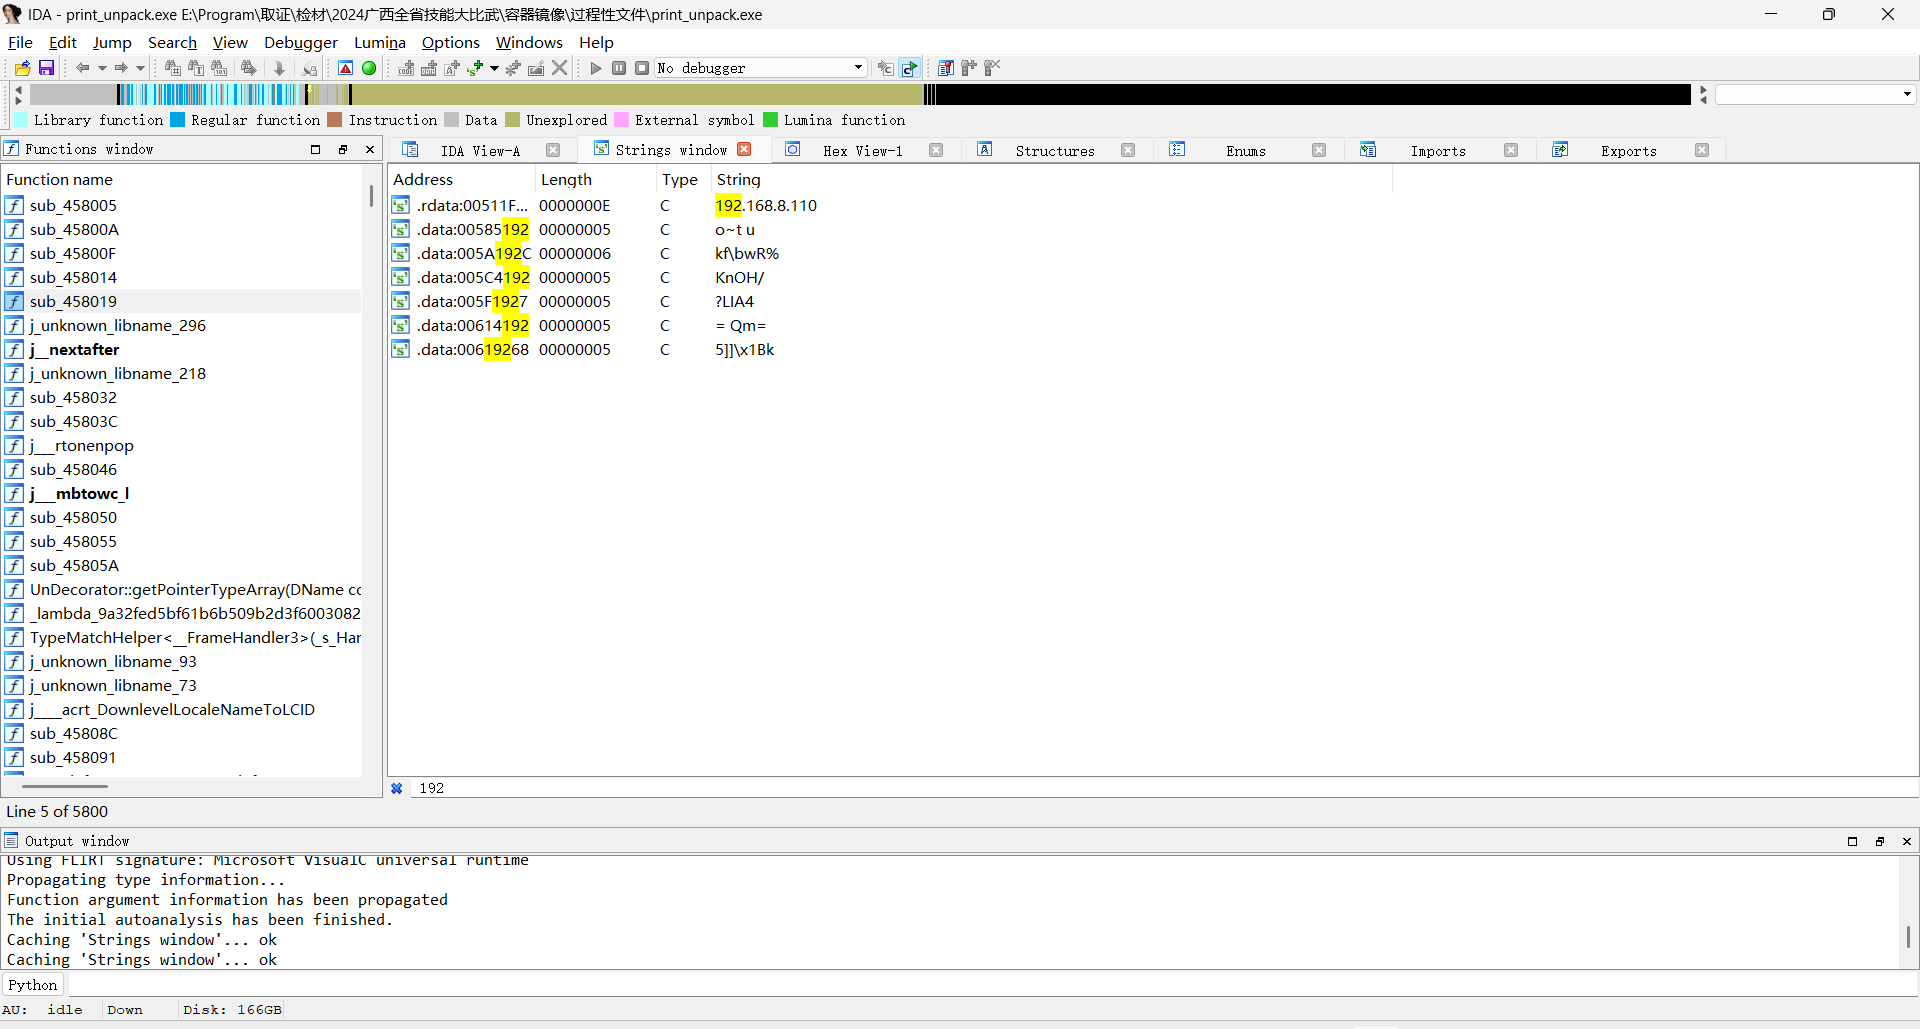 IDA - print_unpack.exe E:\Program\取证\检材\2024广西全省技能大比武\容器镜像\过程性文件\print_unpack.exe
File Edit Jump Search View Debugger Lumina Options Windows Help
No debugger
Library function Regular function Instruction Data Unexplored External symbol Lumina function
Functions window
IDA View-A Strings window Hex View-1 Structures Enums Imports Exports
Function name
sub_458005
sub_45800A
sub_45800F
sub_458014
sub_458019
j_unknown_libname_296
j__nextafter
j_unknown_libname_218
sub_458032
sub_45803C
j___rtonenpop
sub_458046
j___mbtowc_l
sub_458050
sub_458055
sub_45805A
UnDecorator::getPointerTypeArray(DName cc
_lambda_9a32fed5bf61b6b509b2d3f6003082
TypeMatchHelper<__FrameHandler3>(_s_Har
j_unknown_libname_93
j_unknown_libname_73
j____acrt_DownlevelLocaleNameToLCID
sub_45808C
sub_458091
Line 5 of 5800
Address Length Type String
.rdata:00511F... 0000000E C 192.168.8.110
.data:00585192 00000005 C o~t u
.data:005A192C 00000006 C kf\bwR%
.data:005C4192 00000005 C KnOH/
.data:005F1927 00000005 C ?LIA4
.data:00614192 00000005 C = Qm=
.data:00619268 00000005 C 5]]\x1Bk
192
Output window
Using FLIRT signature: Microsoft VisualC universal runtime
Propagating type information...
Function argument information has been propagated
The initial autoanalysis has been finished.
Caching 'Strings window'... ok
Caching 'Strings window'... ok
Python
AU: idle Down Disk: 166GB